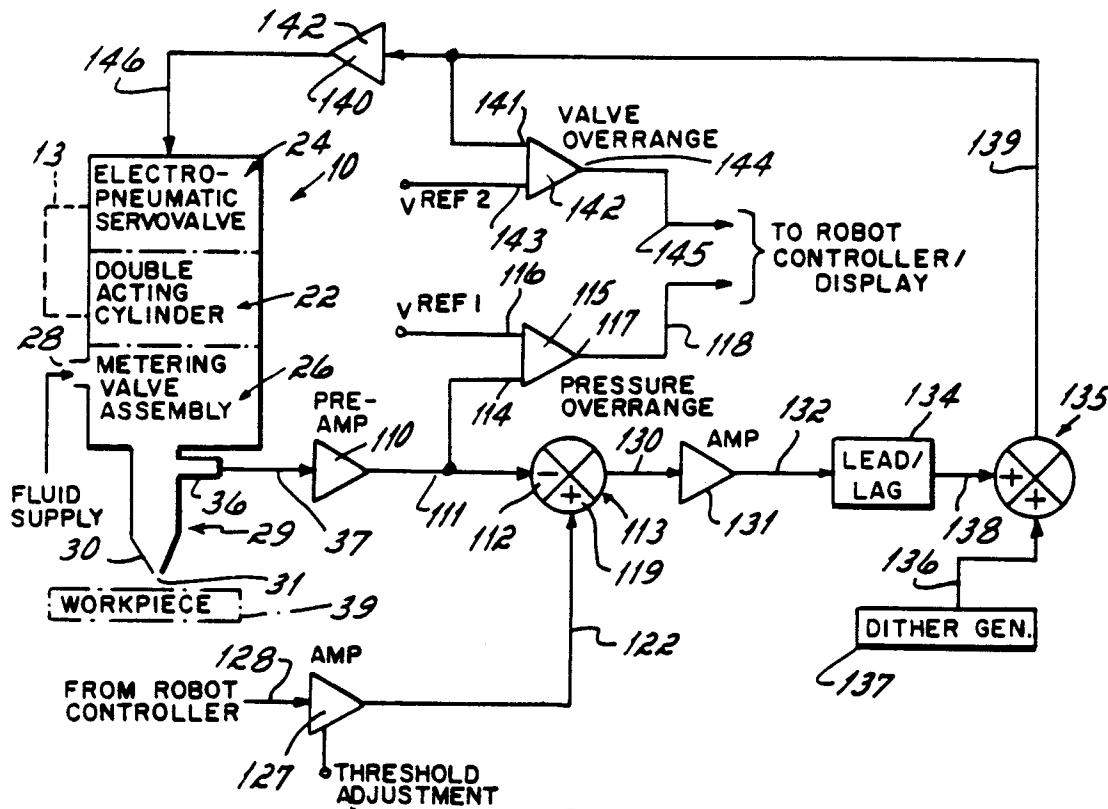 142
146
140
141
VALVE
OVERRANGE
144
139
13
24
10
ELECTRO-
PNEUMATIC
SERVOVALVE
V REF 2
142
143
145
TO ROBOT
CONTROLLER/
DISPLAY
DOUBLE
ACTING
CYLINDER
22
116
V REF 1
115
117
118
28
METERING
VALVE
ASSEMBLY
26
114
PRESSURE
OVERRANGE
PRE-
AMP
110
130
AMP
132
134
135
-
+
LEAD/
LAG
+
+
FLUID
SUPPLY
36
37
111
112
113
131
138
29
119
30
31
136
WORKPIECE
39
122
DITHER GEN.
137
128
AMP
FROM ROBOT
CONTROLLER
127
THRESHOLD
ADJUSTMENT